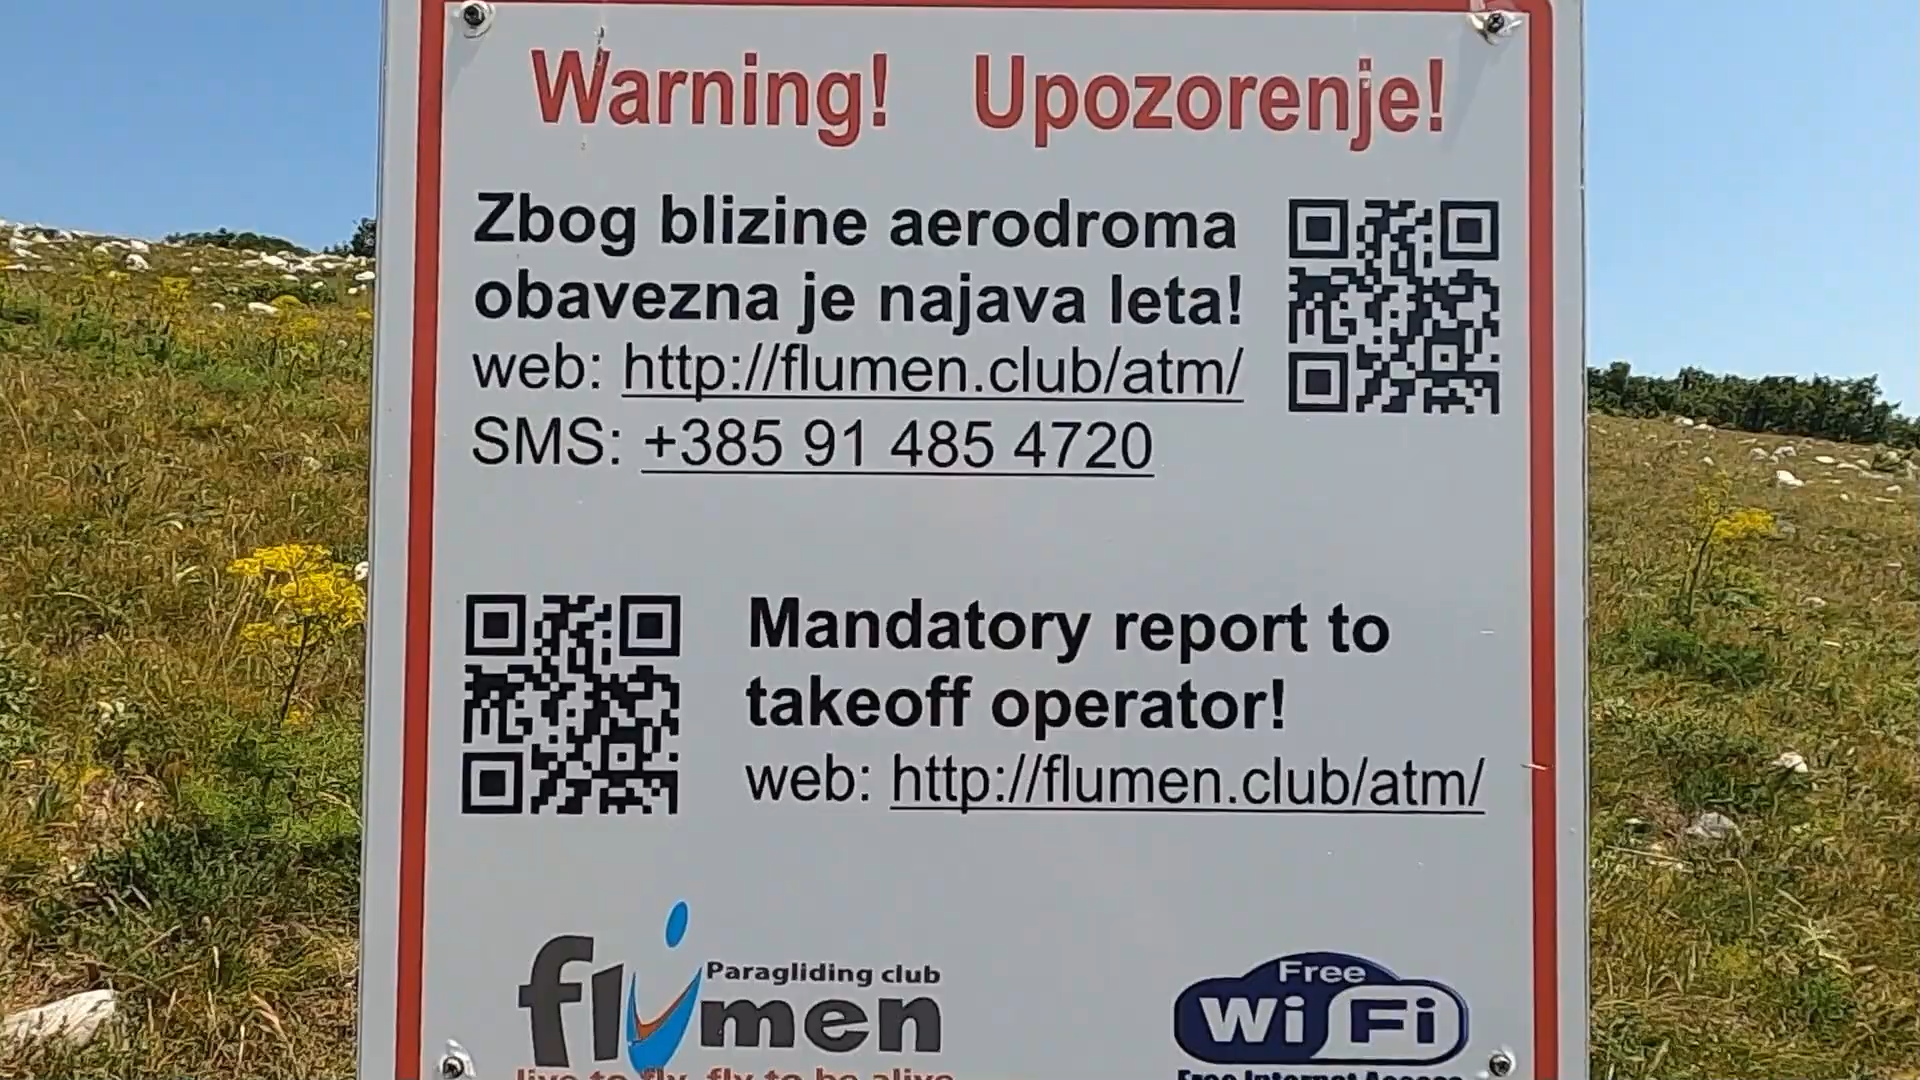 Warning! Upozorenje!
Zbog blizine aerodroma
obavezna je najava leta!
web: http://flumen.club/atm/
SMS: +385 91 485 4720
Mandatory report to
takeoff operator!
web: http://flumen.club/atm/
Paragliding club
flumen
live to fly, fly to be alive
Free
Wi Fi
Free Internet Access